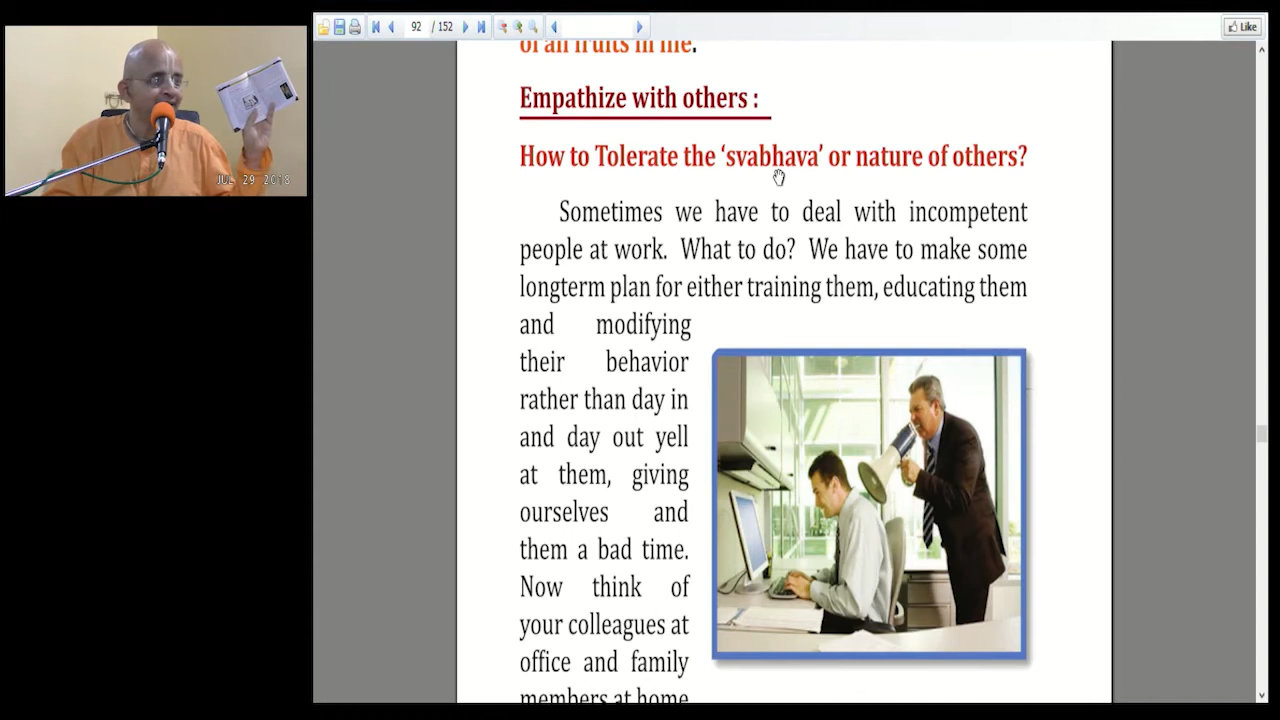 92 / 152
Like
of all fruits in life.
Empathize with others :
How to Tolerate the ‘svabhava’ or nature of others?
Sometimes we have to deal with incompetent
people at work. What to do? We have to make some
longterm plan for either training them, educating them
and modifying
their behavior
rather than day in
and day out yell
at them, giving
ourselves and
them a bad time.
Now think of
your colleagues at
office and family
members at home
JUL 29 2018